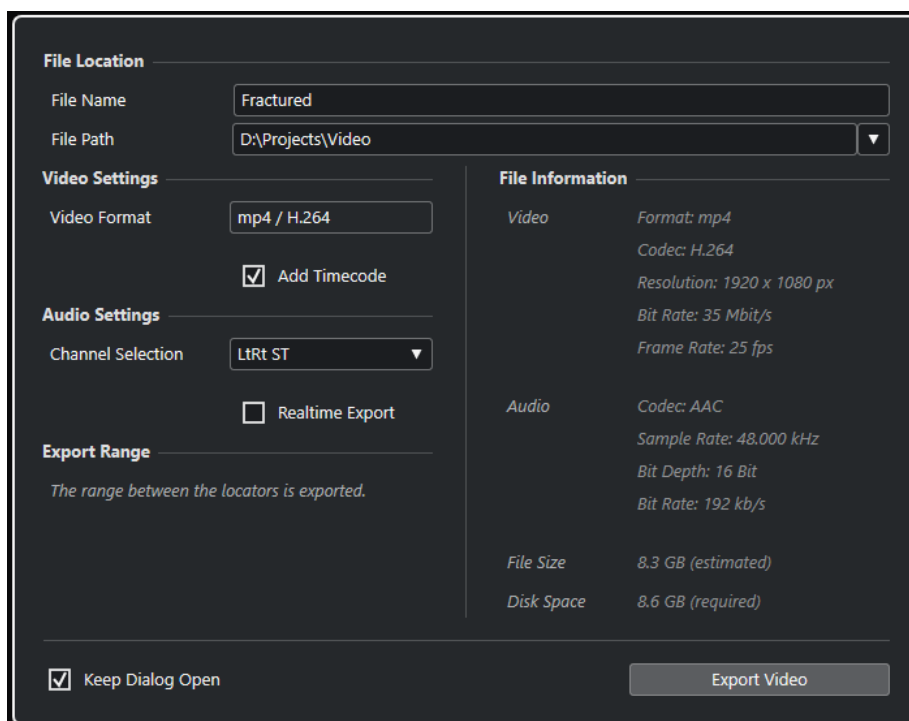 File Location
File Name Fractured
File Path D:\Projects\Video
Video Settings
Video Format mp4 / H.264
Add Timecode
Audio Settings
Channel Selection LtRt ST
Realtime Export
Export Range
The range between the locators is exported.
File Information
Video Format: mp4
Codec: H.264
Resolution: 1920 x 1080 px
Bit Rate: 35 Mbit/s
Frame Rate: 25 fps
Audio Codec: AAC
Sample Rate: 48.000 kHz
Bit Depth: 16 Bit
Bit Rate: 192 kb/s
File Size 8.3 GB (estimated)
Disk Space 8.6 GB (required)
Keep Dialog Open
Export Video